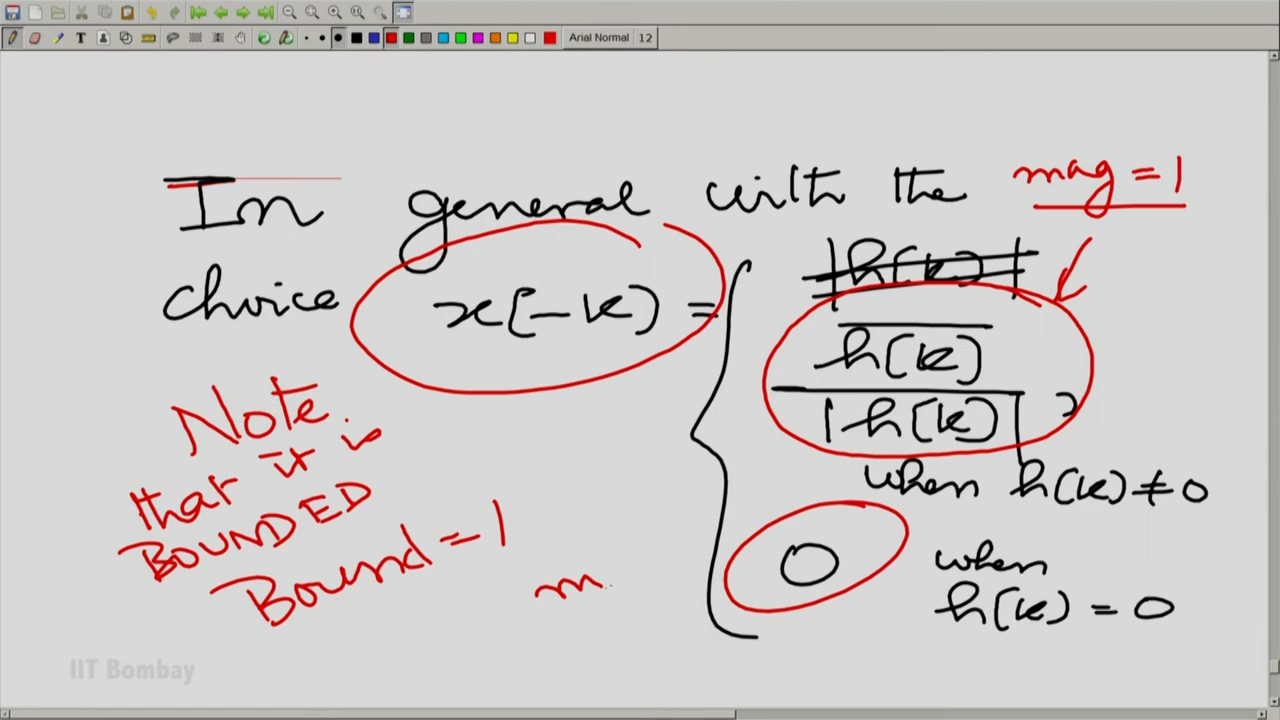 Arial Normal 12
In general with the mag = 1
choice x[-k] =
|h[k]|
h[k]
|h[k]| ,
when h[k] ≠ 0
0 when
h[k] = 0
Note
that it is
BOUNDED
Bound = 1
m
IIT Bombay